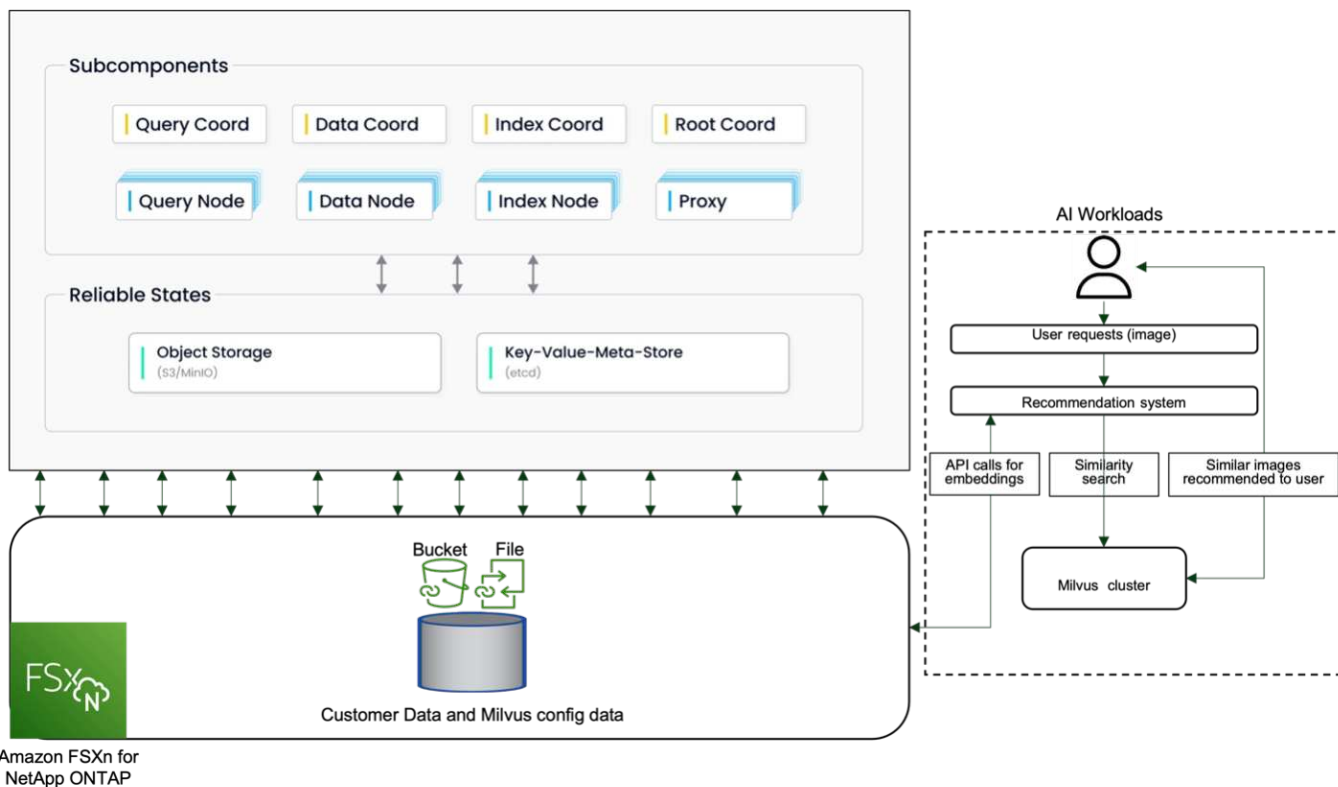 Subcomponents
Query Coord
Data Coord
Index Coord
Root Coord
Query Node
Data Node
Index Node
Proxy
Reliable States
Object Storage
(S3/MinIO)
Key-Value-Meta-Store
(etcd)
Bucket
File
Customer Data and Milvus config data
FSx
N
Amazon FSXn for
NetApp ONTAP
AI Workloads
User requests (image)
Recommendation system
API calls for
embeddings
Similarity
search
Similar images
recommended to user
Milvus cluster